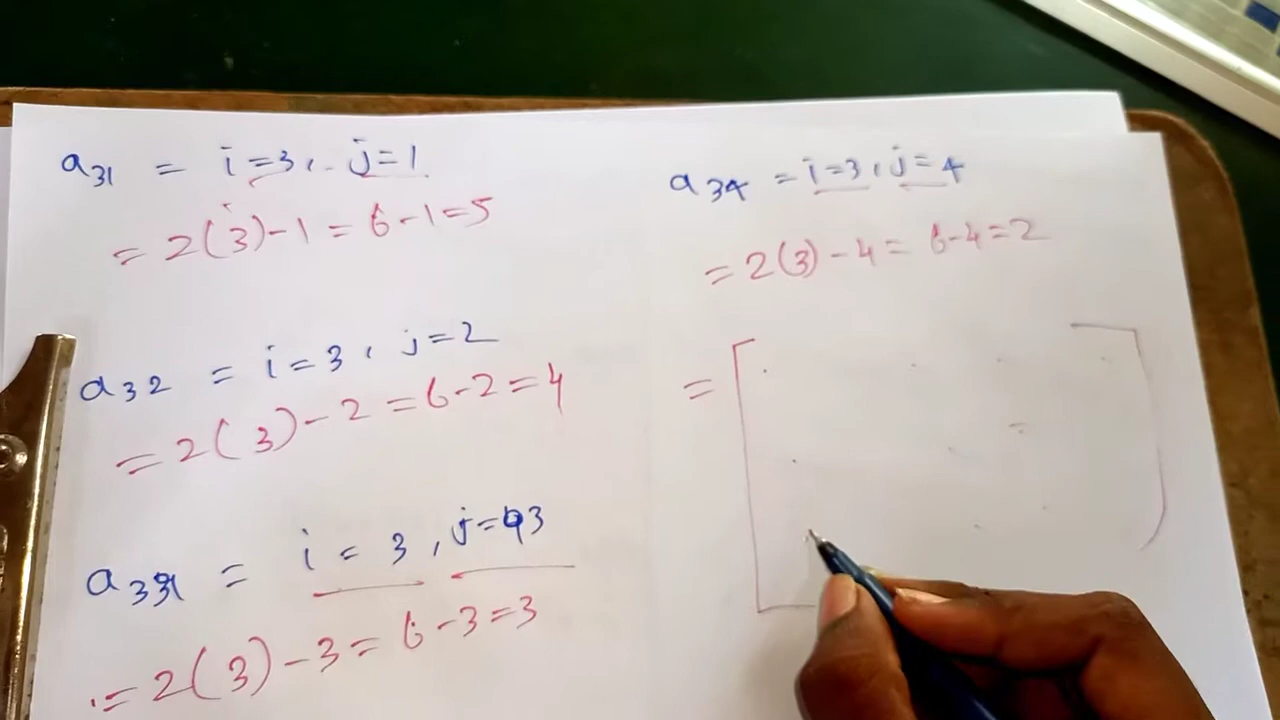 a31 = i=3, j=1
= 2(3)-1 = 6-1=5
a32 = i=3, j=2
= 2(3)-2 = 6-2=4
a33 = i=3, j=3
= 2(3)-3 = 6-3=3
a34 = i=3, j=4
= 2(3)-4 = 6-4=2
= [